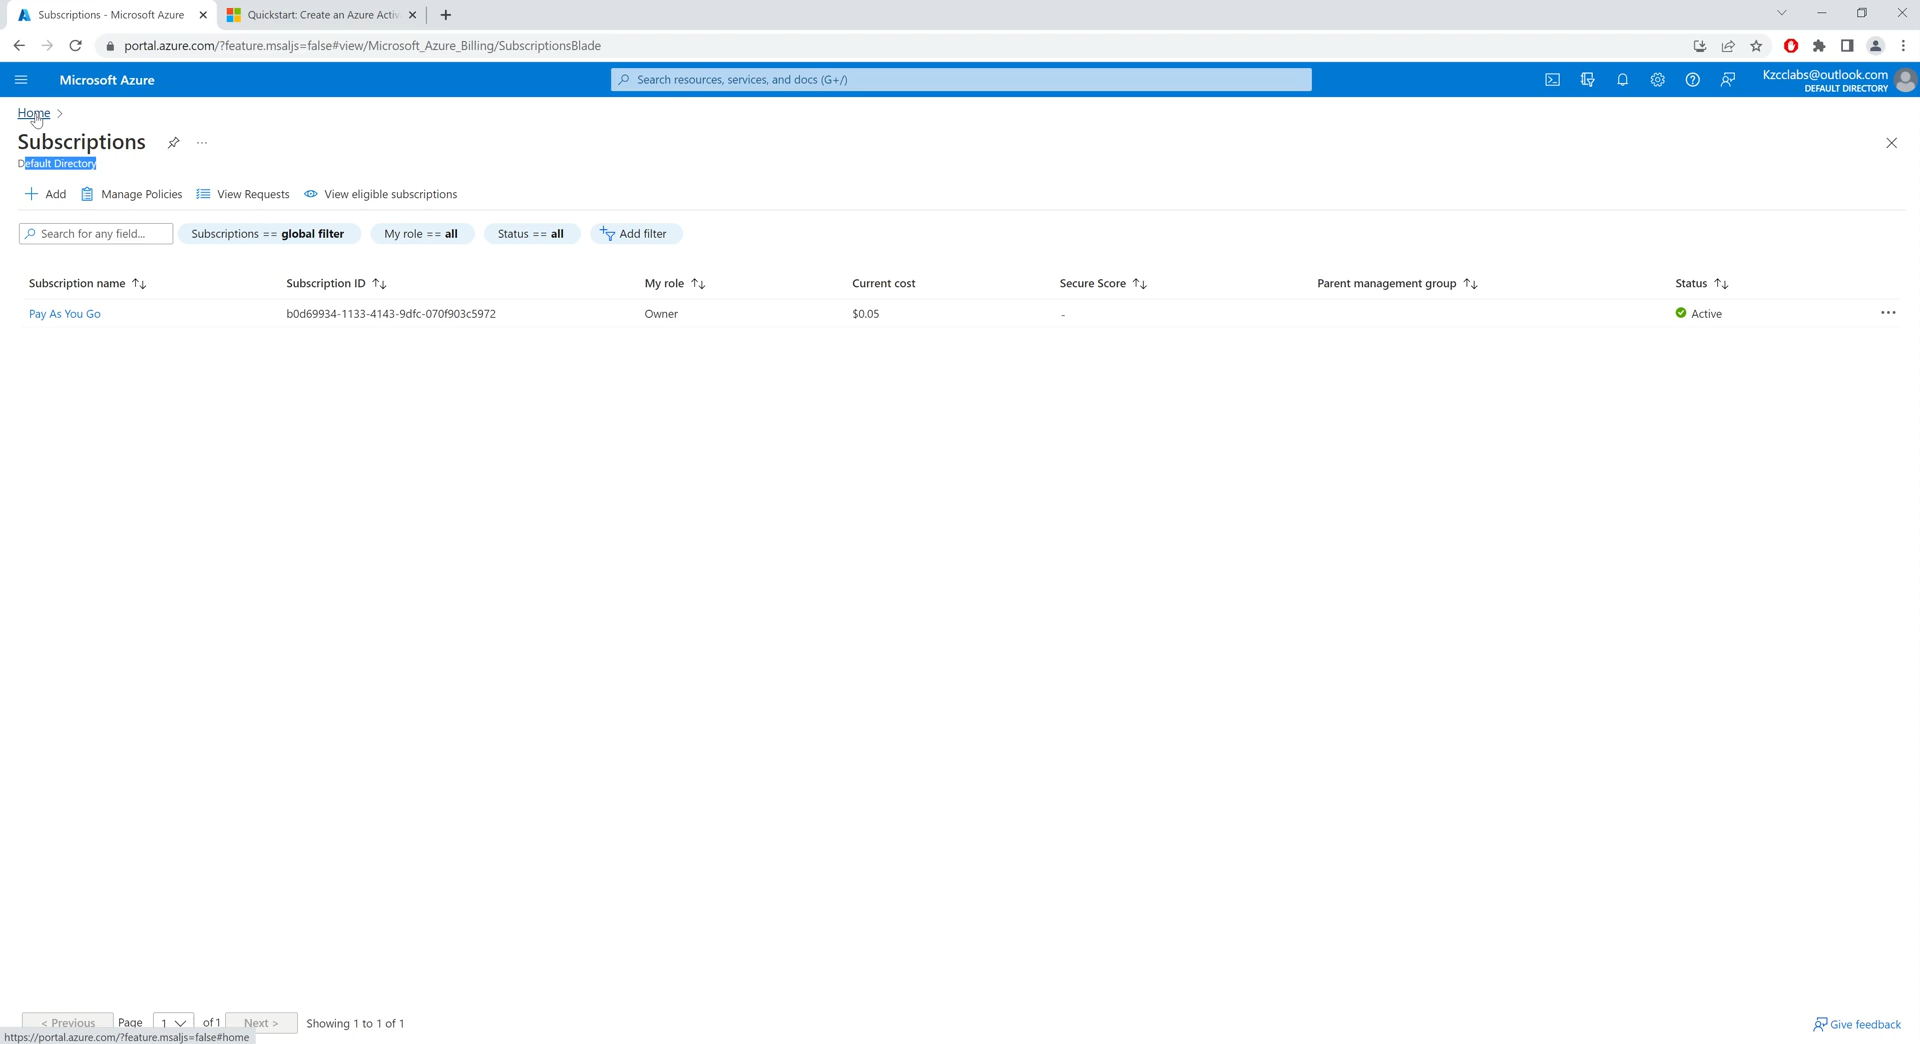 Subscriptions - Microsoft Azure
Quickstart: Create an Azure Activ
portal.azure.com/?feature.msaljs=false#view/Microsoft_Azure_Billing/SubscriptionsBlade
Microsoft Azure
Search resources, services, and docs (G+/)
Kzcclabs@outlook.com
DEFAULT DIRECTORY
Home >
Subscriptions
...
Default Directory
+ Add
Manage Policies
View Requests
View eligible subscriptions
Search for any field...
Subscriptions == global filter
My role == all
Status == all
Add filter
Subscription name ↑↓ Subscription ID ↑↓ My role ↑↓ Current cost Secure Score ↑↓ Parent management group ↑↓ Status ↑↓
Pay As You Go b0d69934-1133-4143-9dfc-070f903c5972 Owner $0.05 - Active ...
< Previous Page 1 of 1 Next > Showing 1 to 1 of 1
Give feedback
https://portal.azure.com/?feature.msaljs=false#home